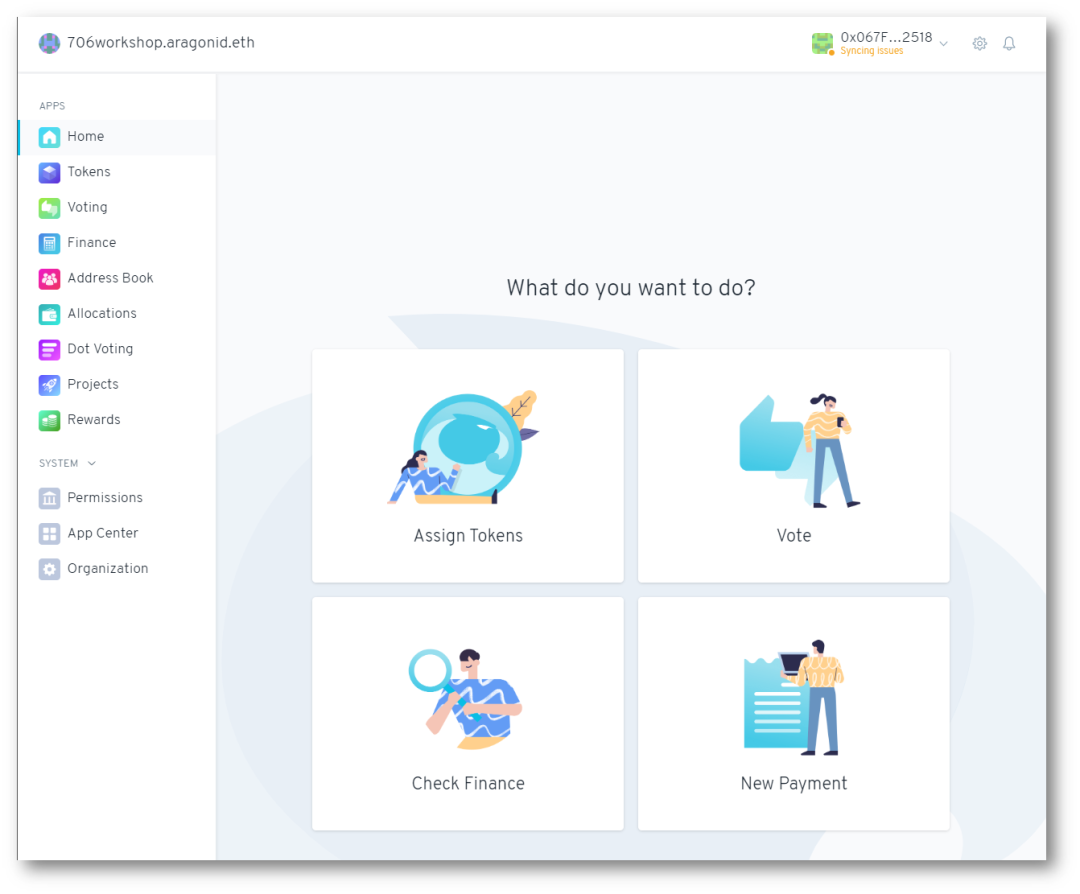 706workshop.aragonid.eth
0x067F…2518
Syncing issues
APPS
Home
Tokens
Voting
Finance
Address Book
Allocations
Dot Voting
Projects
Rewards
SYSTEM
Permissions
App Center
Organization
What do you want to do?
Assign Tokens
Vote
Check Finance
New Payment